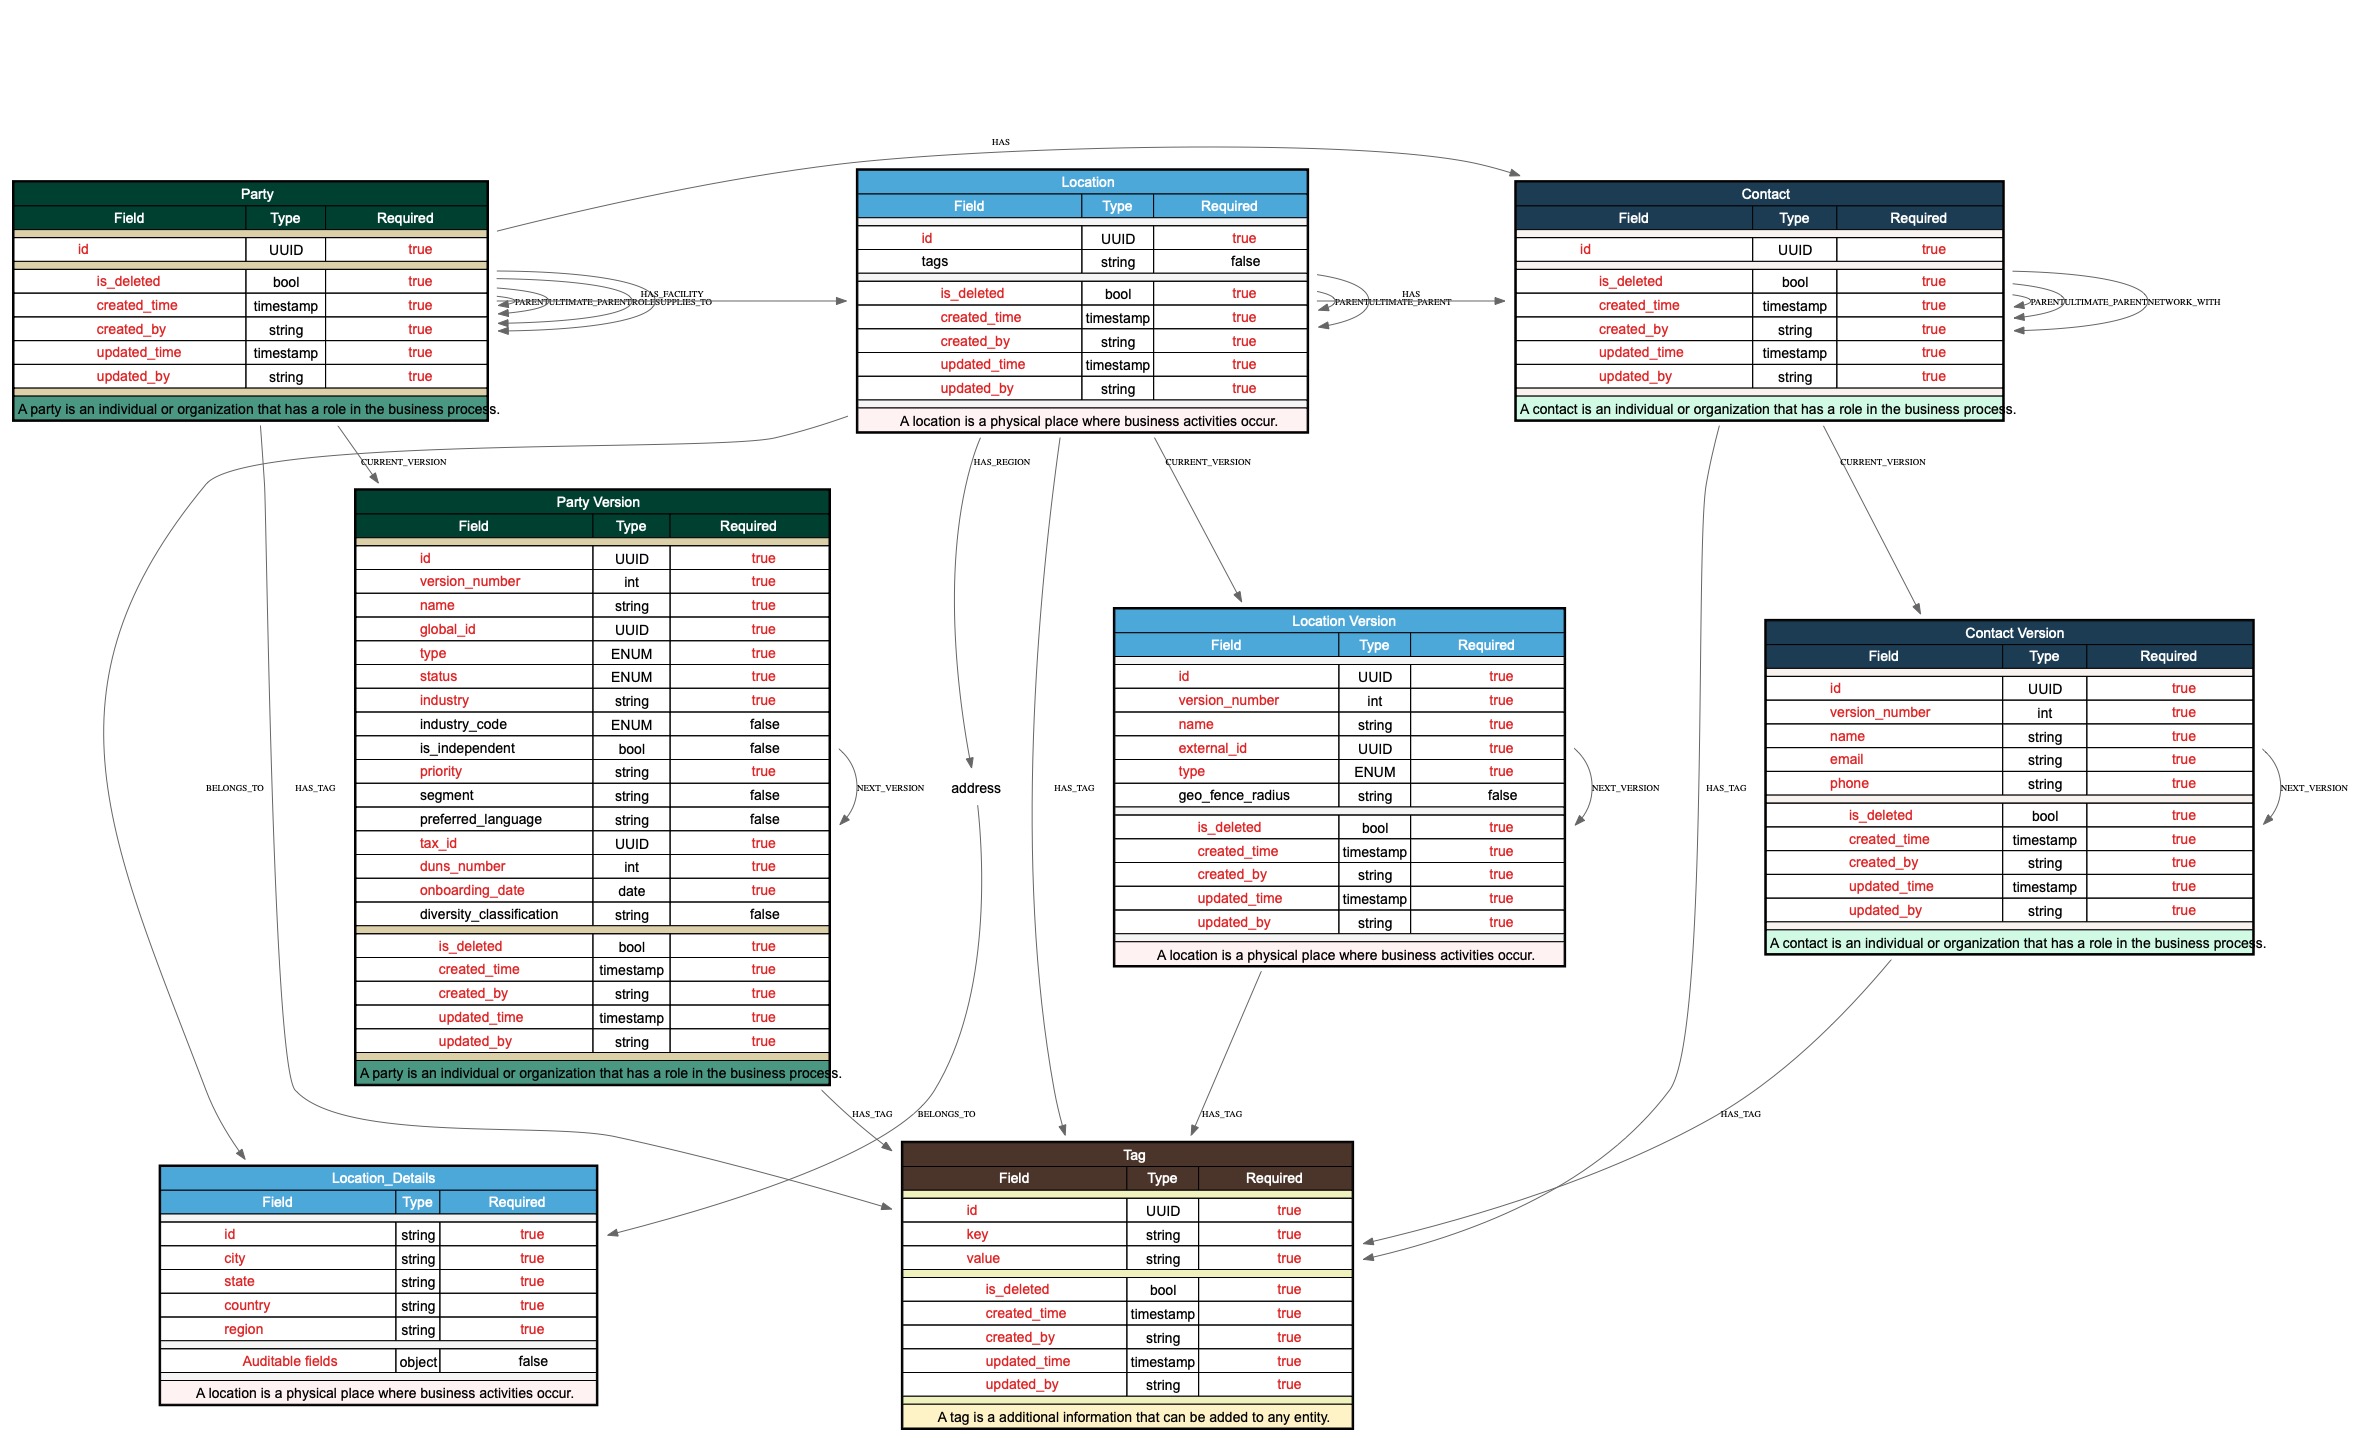 HAS
Party
Field Type Required
id UUID true
is_deleted bool true
created_time timestamp true
created_by string true
updated_time timestamp true
updated_by string true
A party is an individual or organization that has a role in the business process.
HAS_FACILITY
PARENT ULTIMATE_PARENT ROLE SUPPLIES_TO
Location
Field Type Required
id UUID true
tags string false
is_deleted bool true
created_time timestamp true
created_by string true
updated_time timestamp true
updated_by string true
A location is a physical place where business activities occur.
HAS
PARENT ULTIMATE_PARENT
Contact
Field Type Required
id UUID true
is_deleted bool true
created_time timestamp true
created_by string true
updated_time timestamp true
updated_by string true
A contact is an individual or organization that has a role in the business process.
PARENT ULTIMATE_PARENT NETWORK_WITH
CURRENT_VERSION
HAS_REGION
CURRENT_VERSION
CURRENT_VERSION
Party Version
Field Type Required
id UUID true
version_number int true
name string true
global_id UUID true
type ENUM true
status ENUM true
industry string true
industry_code ENUM false
is_independent bool false
priority string true
segment string false
preferred_language string false
tax_id UUID true
duns_number int true
onboarding_date date true
diversity_classification string false
is_deleted bool true
created_time timestamp true
created_by string true
updated_time timestamp true
updated_by string true
A party is an individual or organization that has a role in the business process.
Location Version
Field Type Required
id UUID true
version_number int true
name string true
external_id UUID true
type ENUM true
geo_fence_radius string false
is_deleted bool true
created_time timestamp true
created_by string true
updated_time timestamp true
updated_by string true
A location is a physical place where business activities occur.
Contact Version
Field Type Required
id UUID true
version_number int true
name string true
email string true
phone string true
is_deleted bool true
created_time timestamp true
created_by string true
updated_time timestamp true
updated_by string true
A contact is an individual or organization that has a role in the business process.
BELONGS_TO
HAS_TAG
NEXT_VERSION
address
HAS_TAG
NEXT_VERSION
HAS_TAG
NEXT_VERSION
HAS_TAG
BELONGS_TO
HAS_TAG
HAS_TAG
Location_Details
Field Type Required
id string true
city string true
state string true
country string true
region string true
Auditable fields object false
A location is a physical place where business activities occur.
Tag
Field Type Required
id UUID true
key string true
value string true
is_deleted bool true
created_time timestamp true
created_by string true
updated_time timestamp true
updated_by string true
A tag is a additional information that can be added to any entity.